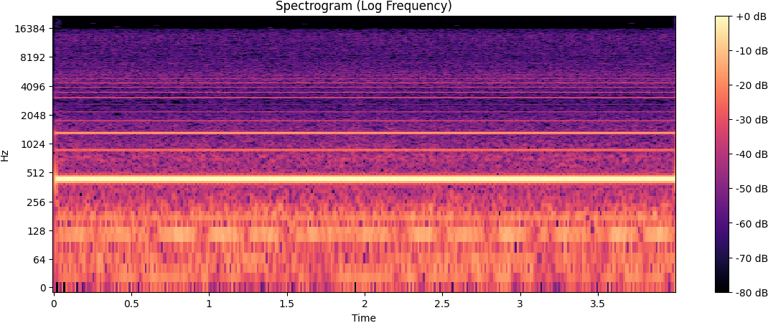 Spectrogram (Log Frequency)
16384
8192
4096
2048
1024
512
256
128
64
0
Hz
0
0.5
1
1.5
2
2.5
3
3.5
Time
+0 dB
-10 dB
-20 dB
-30 dB
-40 dB
-50 dB
-60 dB
-70 dB
-80 dB